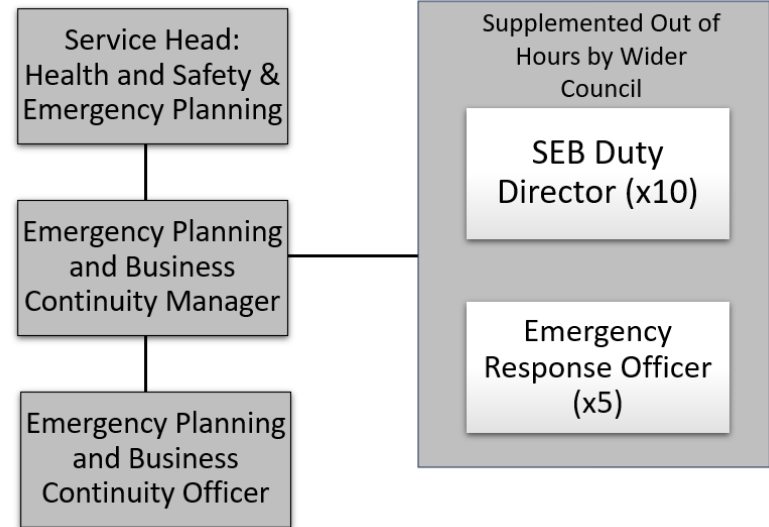 Service Head:
Health and Safety &
Emergency Planning
Emergency Planning
and Business
Continuity Manager
Emergency Planning
and Business
Continuity Officer
Supplemented Out of
Hours by Wider
Council
SEB Duty
Director (x10)
Emergency
Response Officer
(x5)